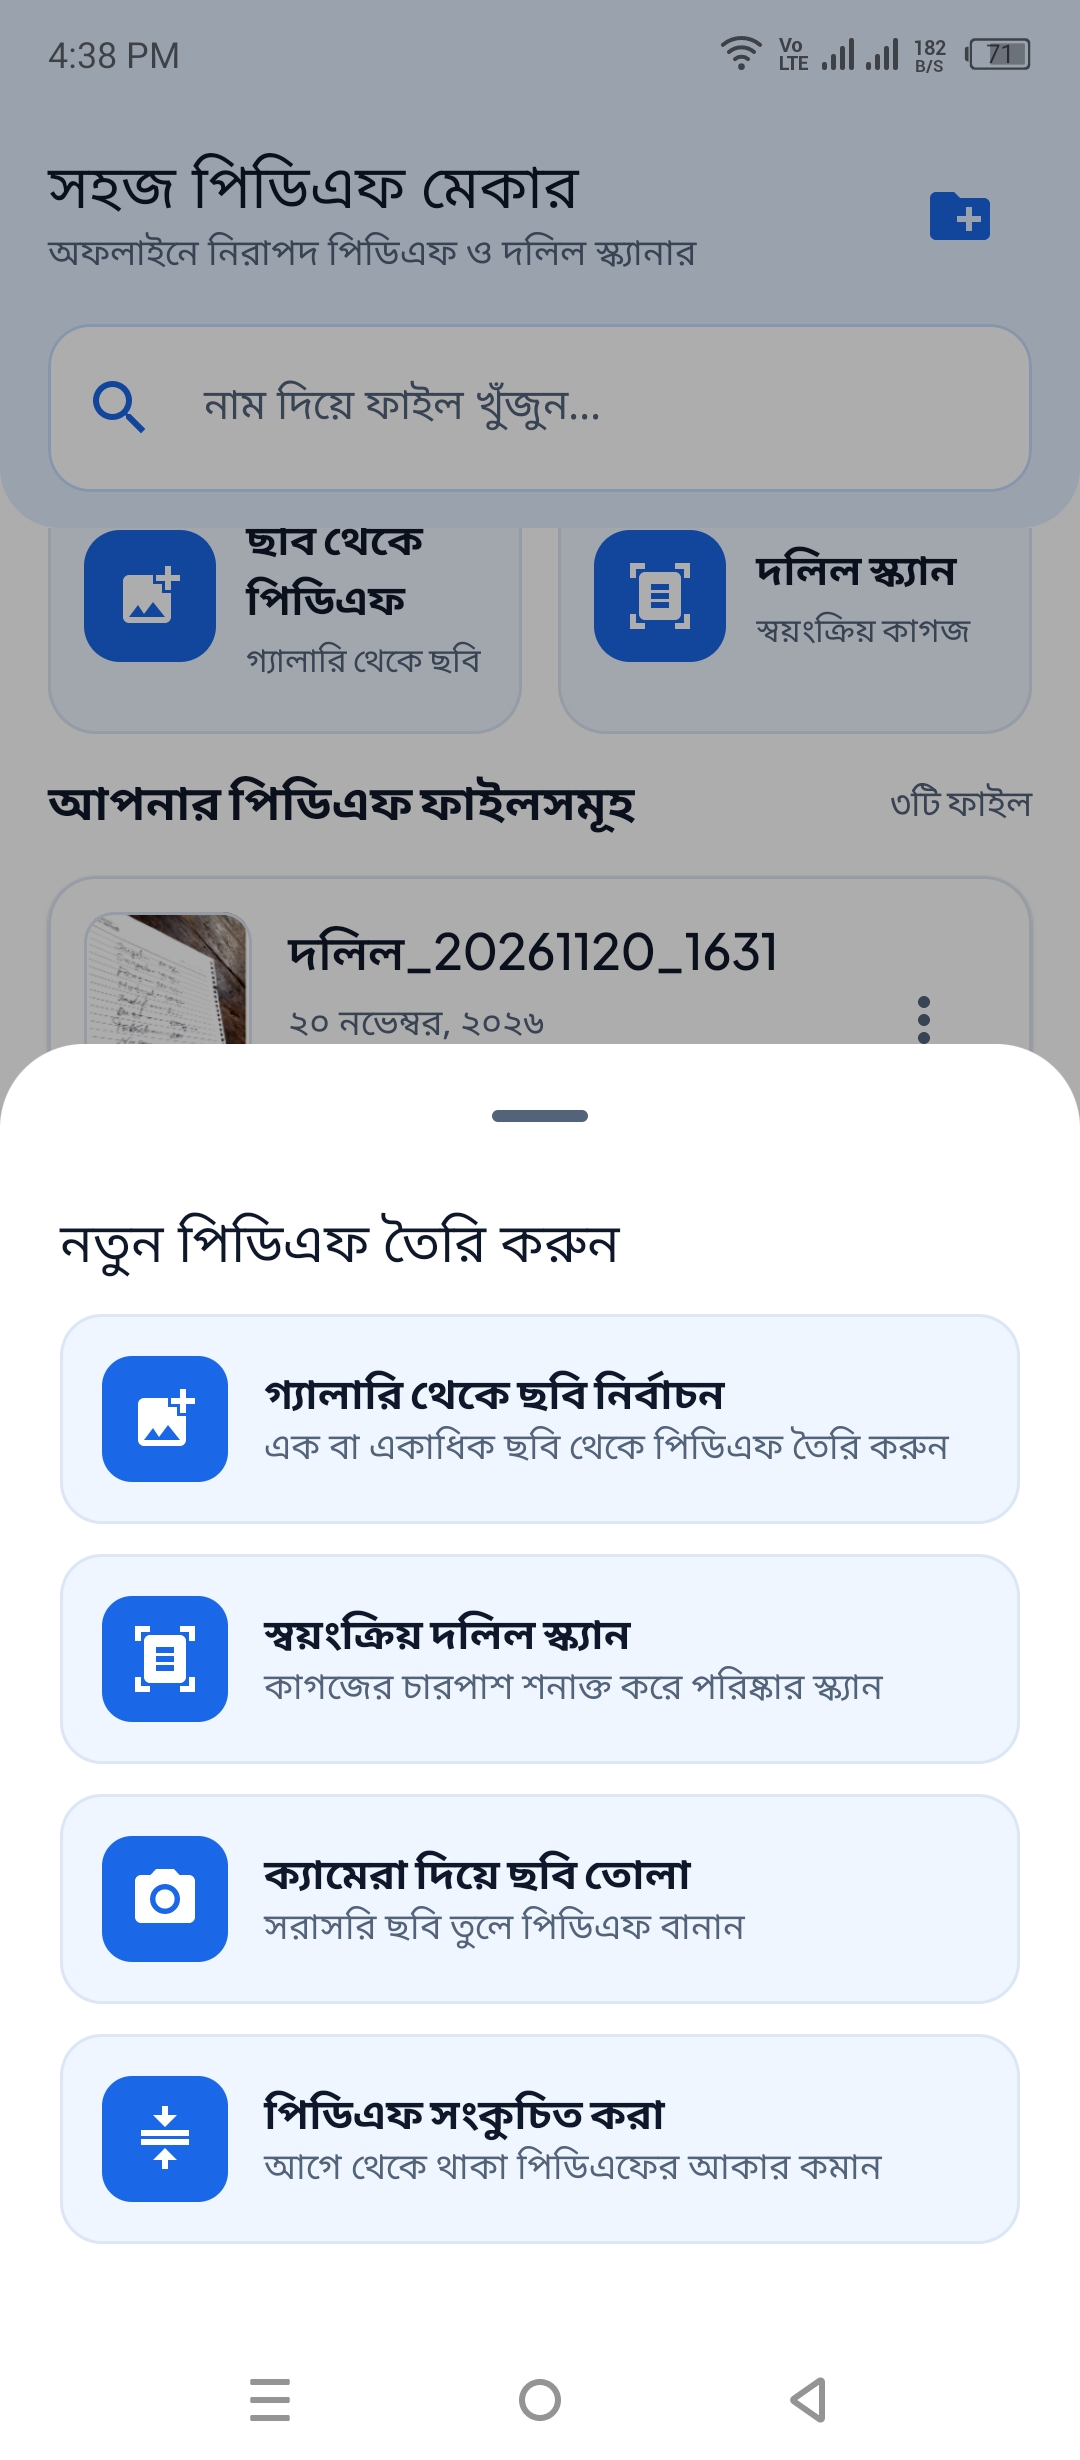 4:38 PM
Vo LTE
182 B/S
71
সহজ পিডিএফ মেকার
অফলাইনে নিরাপদ পিডিএফ ও দলিল স্ক্যানার
নাম দিয়ে ফাইল খুঁজুন...
ছবি থেকে
পিডিএফ
গ্যালারি থেকে ছবি
দলিল স্ক্যান
স্বয়ংক্রিয় কাগজ
আপনার পিডিএফ ফাইলসমূহ
৩টি ফাইল
দলিল_20261120_1631
২০ নভেম্বর, ২০২৬
নতুন পিডিএফ তৈরি করুন
গ্যালারি থেকে ছবি নির্বাচন
এক বা একাধিক ছবি থেকে পিডিএফ তৈরি করুন
স্বয়ংক্রিয় দলিল স্ক্যান
কাগজের চারপাশ শনাক্ত করে পরিষ্কার স্ক্যান
ক্যামেরা দিয়ে ছবি তোলা
সরাসরি ছবি তুলে পিডিএফ বানান
পিডিএফ সংকুচিত করা
আগে থেকে থাকা পিডিএফের আকার কমান